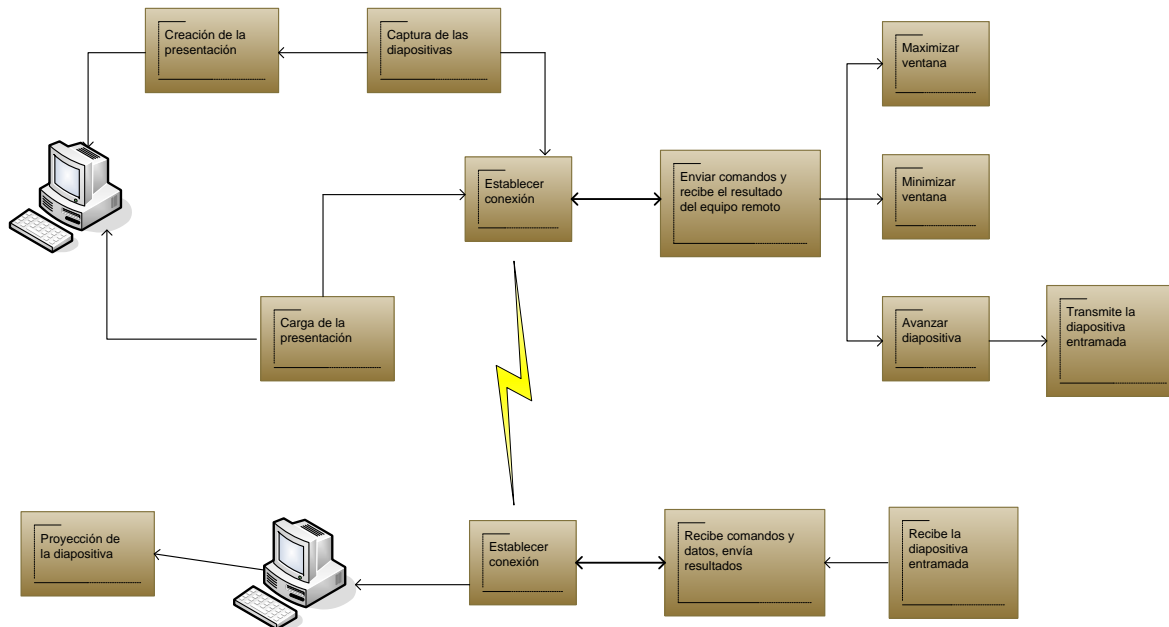 Creación de la
presentación
Captura de las
diapositivas
Maximizar
ventana
Establecer
conexión
Enviar comandos y
recibe el resultado
del equipo remoto
Minimizar
ventana
Carga de la
presentación
Avanzar
diapositiva
Transmite la
diapositiva
entramada
Proyección de
la diapositiva
Establecer
conexión
Recibe comandos y
datos, envía
resultados
Recibe la
diapositiva
entramada